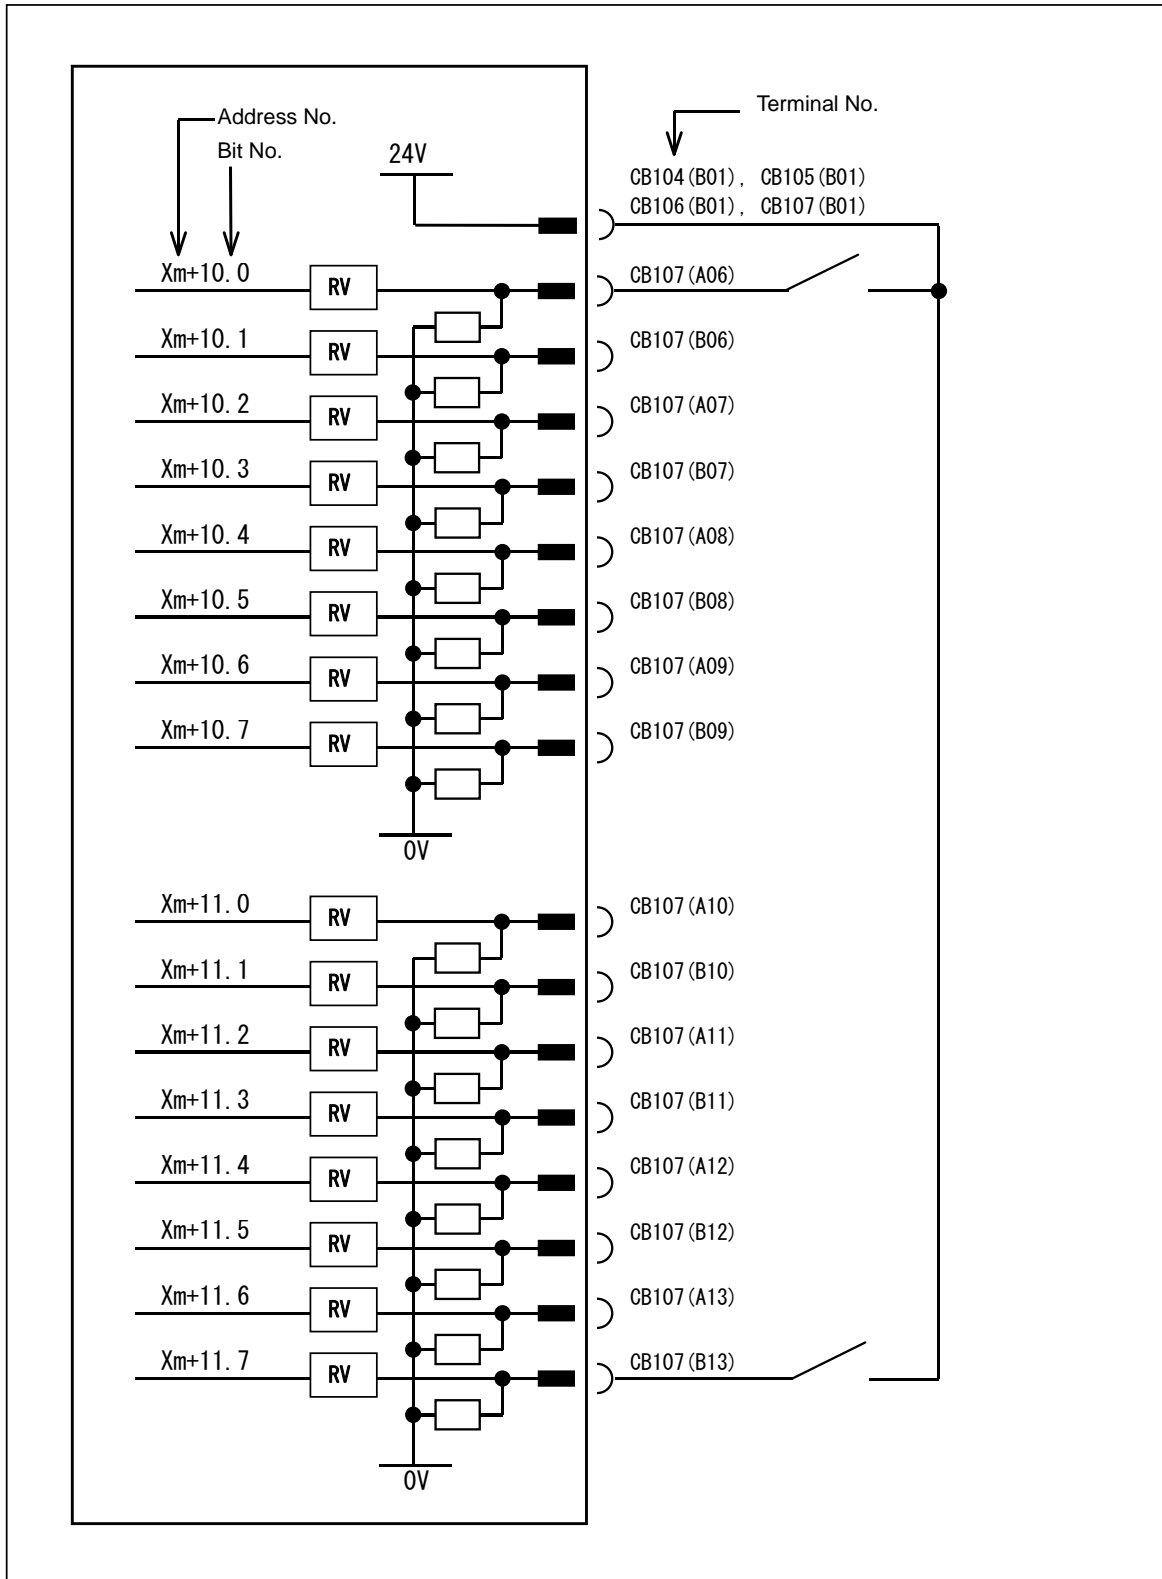 Address No.
Bit No.
Terminal No.
24V
CB104(B01), CB105(B01)
CB106(B01), CB107(B01)
Xm+10.0 RV CB107(A06)
Xm+10.1 RV CB107(B06)
Xm+10.2 RV CB107(A07)
Xm+10.3 RV CB107(B07)
Xm+10.4 RV CB107(A08)
Xm+10.5 RV CB107(B08)
Xm+10.6 RV CB107(A09)
Xm+10.7 RV CB107(B09)
0V
Xm+11.0 RV CB107(A10)
Xm+11.1 RV CB107(B10)
Xm+11.2 RV CB107(A11)
Xm+11.3 RV CB107(B11)
Xm+11.4 RV CB107(A12)
Xm+11.5 RV CB107(B12)
Xm+11.6 RV CB107(A13)
Xm+11.7 RV CB107(B13)
0V